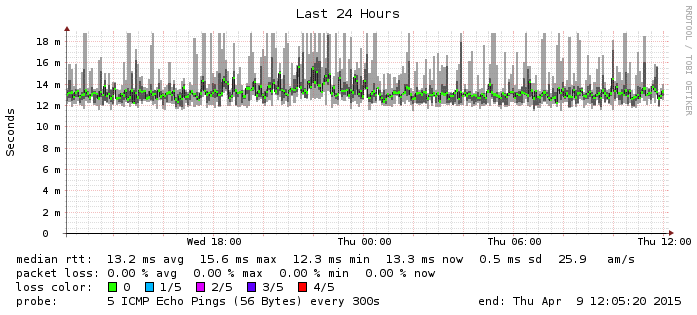 Last 24 Hours
RRDTOOL / TOBI OETIKER
Seconds
18 m
16 m
14 m
12 m
10 m
8 m
6 m
4 m
2 m
0
Wed 18:00 Thu 00:00 Thu 06:00 Thu 12:00
median rtt: 13.2 ms avg 15.6 ms max 12.3 ms min 13.3 ms now 0.5 ms sd 25.9 am/s
packet loss: 0.00 % avg 0.00 % max 0.00 % min 0.00 % now
loss color: 0 1/5 2/5 3/5 4/5
probe: 5 ICMP Echo Pings (56 Bytes) every 300s end: Thu Apr 9 12:05:20 2015